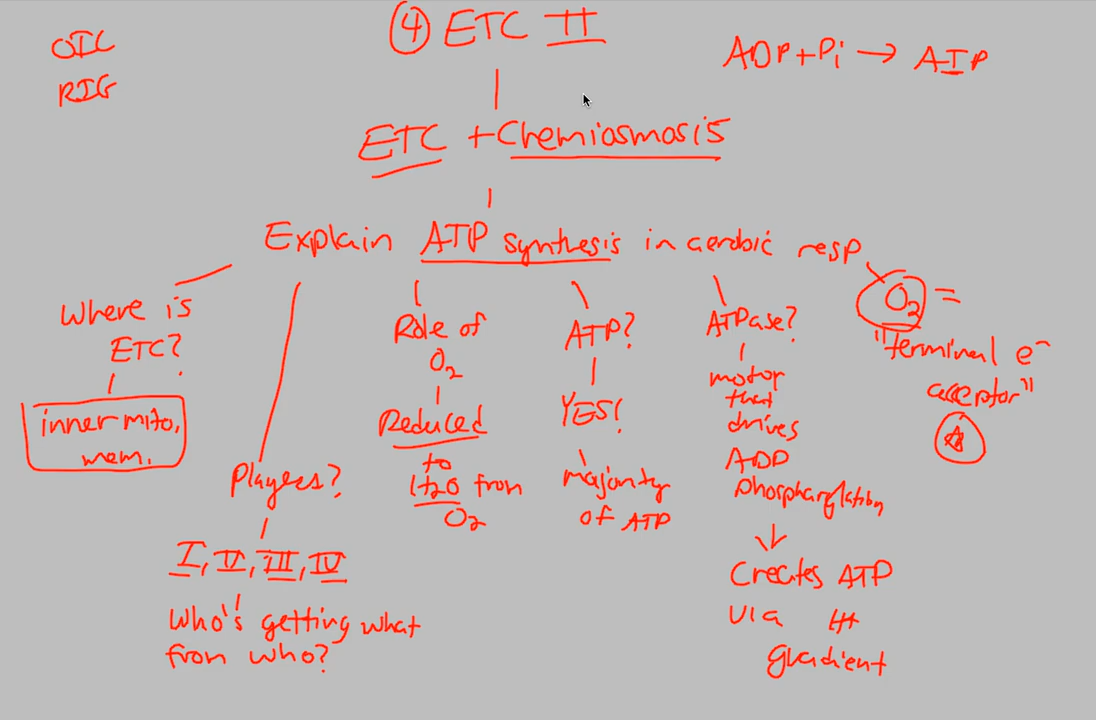 OIL
RIG
④ ETC II
ADP + Pi → ATP
ETC + Chemiosmosis
Explain ATP synthesis in aerobic resp
Where is
ETC?
inner mito.
mem.
Players?
I, II, III, IV
Who's getting what
from who?
Role of
O2
Reduced
to
H2O from
O2
ATP?
YES!
majority
of ATP
ATPase?
motor
that
drives
ADP
phosphorylation
↓
Creates ATP
via H+
gradient
O2 =
"terminal e-
acceptor"